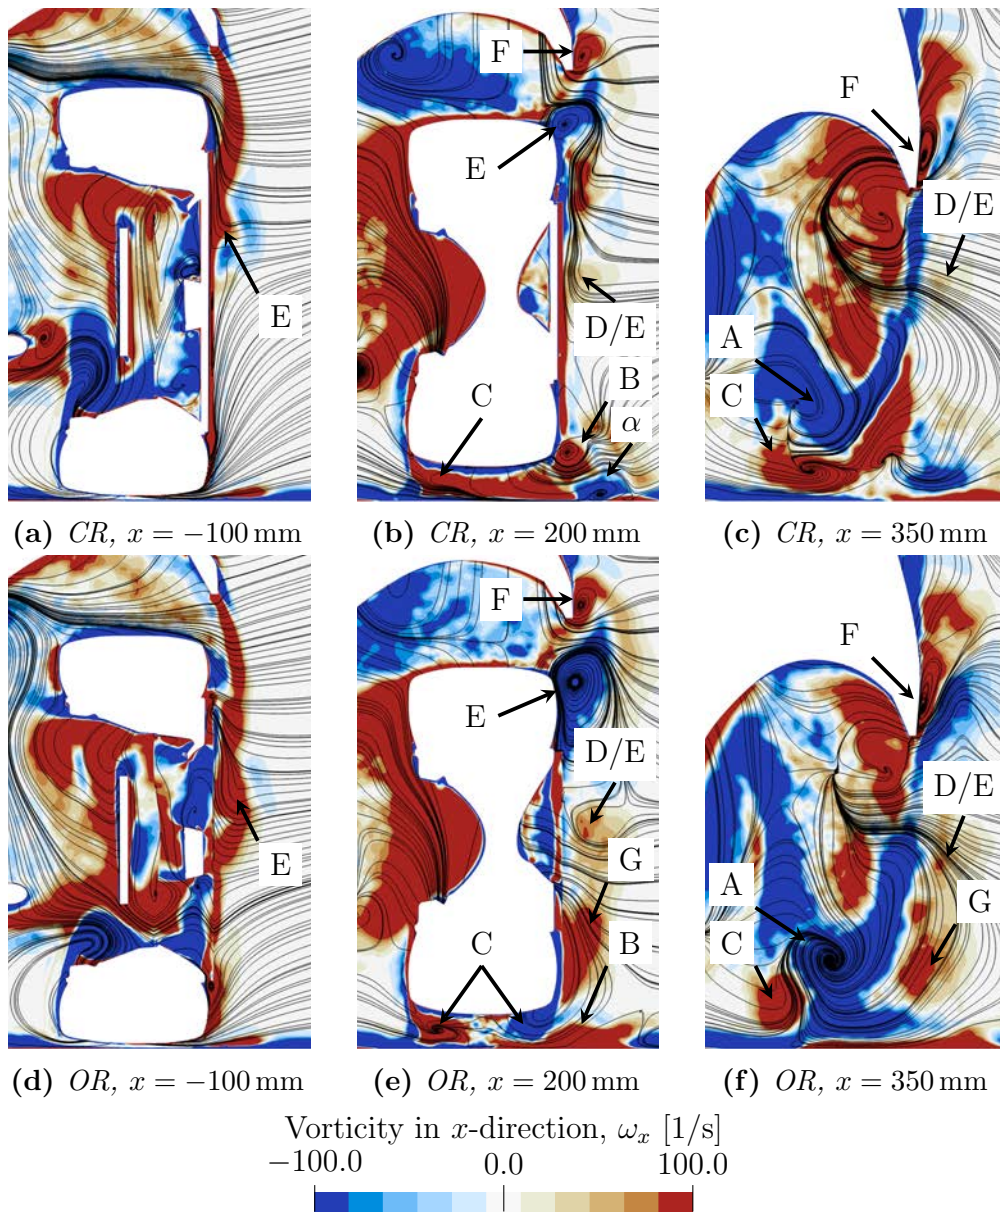 F
E
E
D/E
B
C
α
F
D/E
A
C
(a) CR, x = −100 mm
(b) CR, x = 200 mm
(c) CR, x = 350 mm
E
F
E
D/E
G
C
B
F
D/E
A
G
C
(d) OR, x = −100 mm
(e) OR, x = 200 mm
(f) OR, x = 350 mm
Vorticity in x-direction, ωx [1/s]
−100.0 0.0 100.0